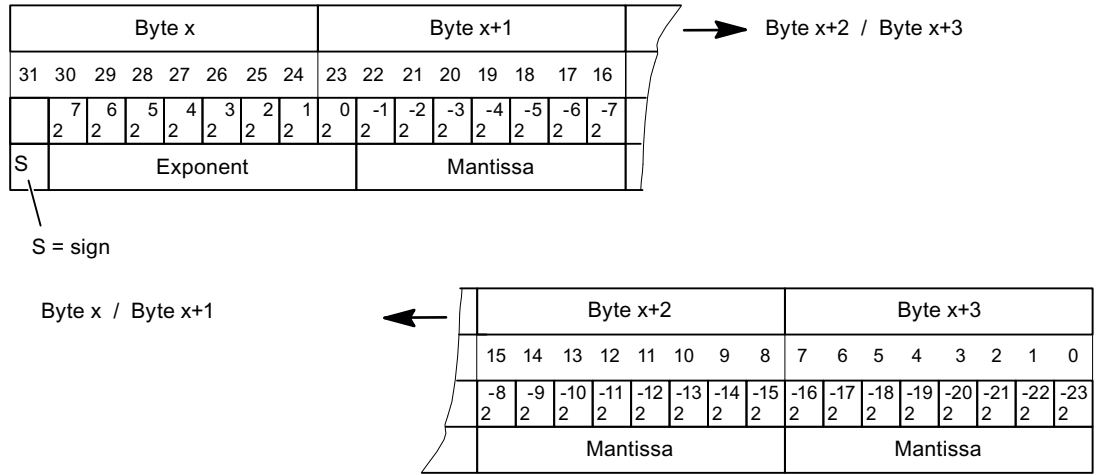 Byte x Byte x+1 Byte x+2 / Byte x+3
31 30 29 28 27 26 25 24 23 22 21 20 19 18 17 16
7 6 5 4 3 2 1 0 -1 -2 -3 -4 -5 -6 -7
2 2 2 2 2 2 2 2 2 2 2 2 2 2 2
S Exponent Mantissa
S = sign
Byte x / Byte x+1 Byte x+2 Byte x+3
15 14 13 12 11 10 9 8 7 6 5 4 3 2 1 0
-8 -9 -10 -11 -12 -13 -14 -15 -16 -17 -18 -19 -20 -21 -22 -23
2 2 2 2 2 2 2 2 2 2 2 2 2 2 2 2
Mantissa Mantissa